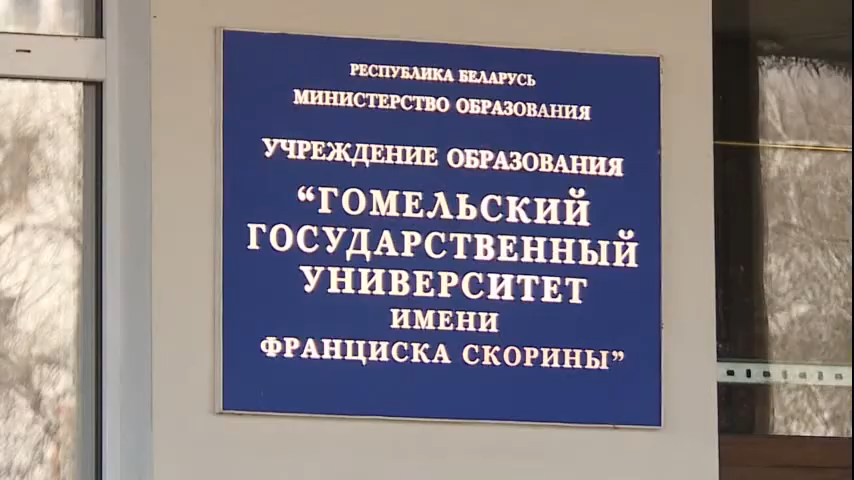 РЕСПУБЛИКА БЕЛАРУСЬ
МИНИСТЕРСТВО ОБРАЗОВАНИЯ
УЧРЕЖДЕНИЕ ОБРАЗОВАНИЯ
“ГОМЕЛЬСКИЙ
ГОСУДАРСТВЕННЫЙ
УНИВЕРСИТЕТ
ИМЕНИ
ФРАНЦИСКА СКОРИНЫ”